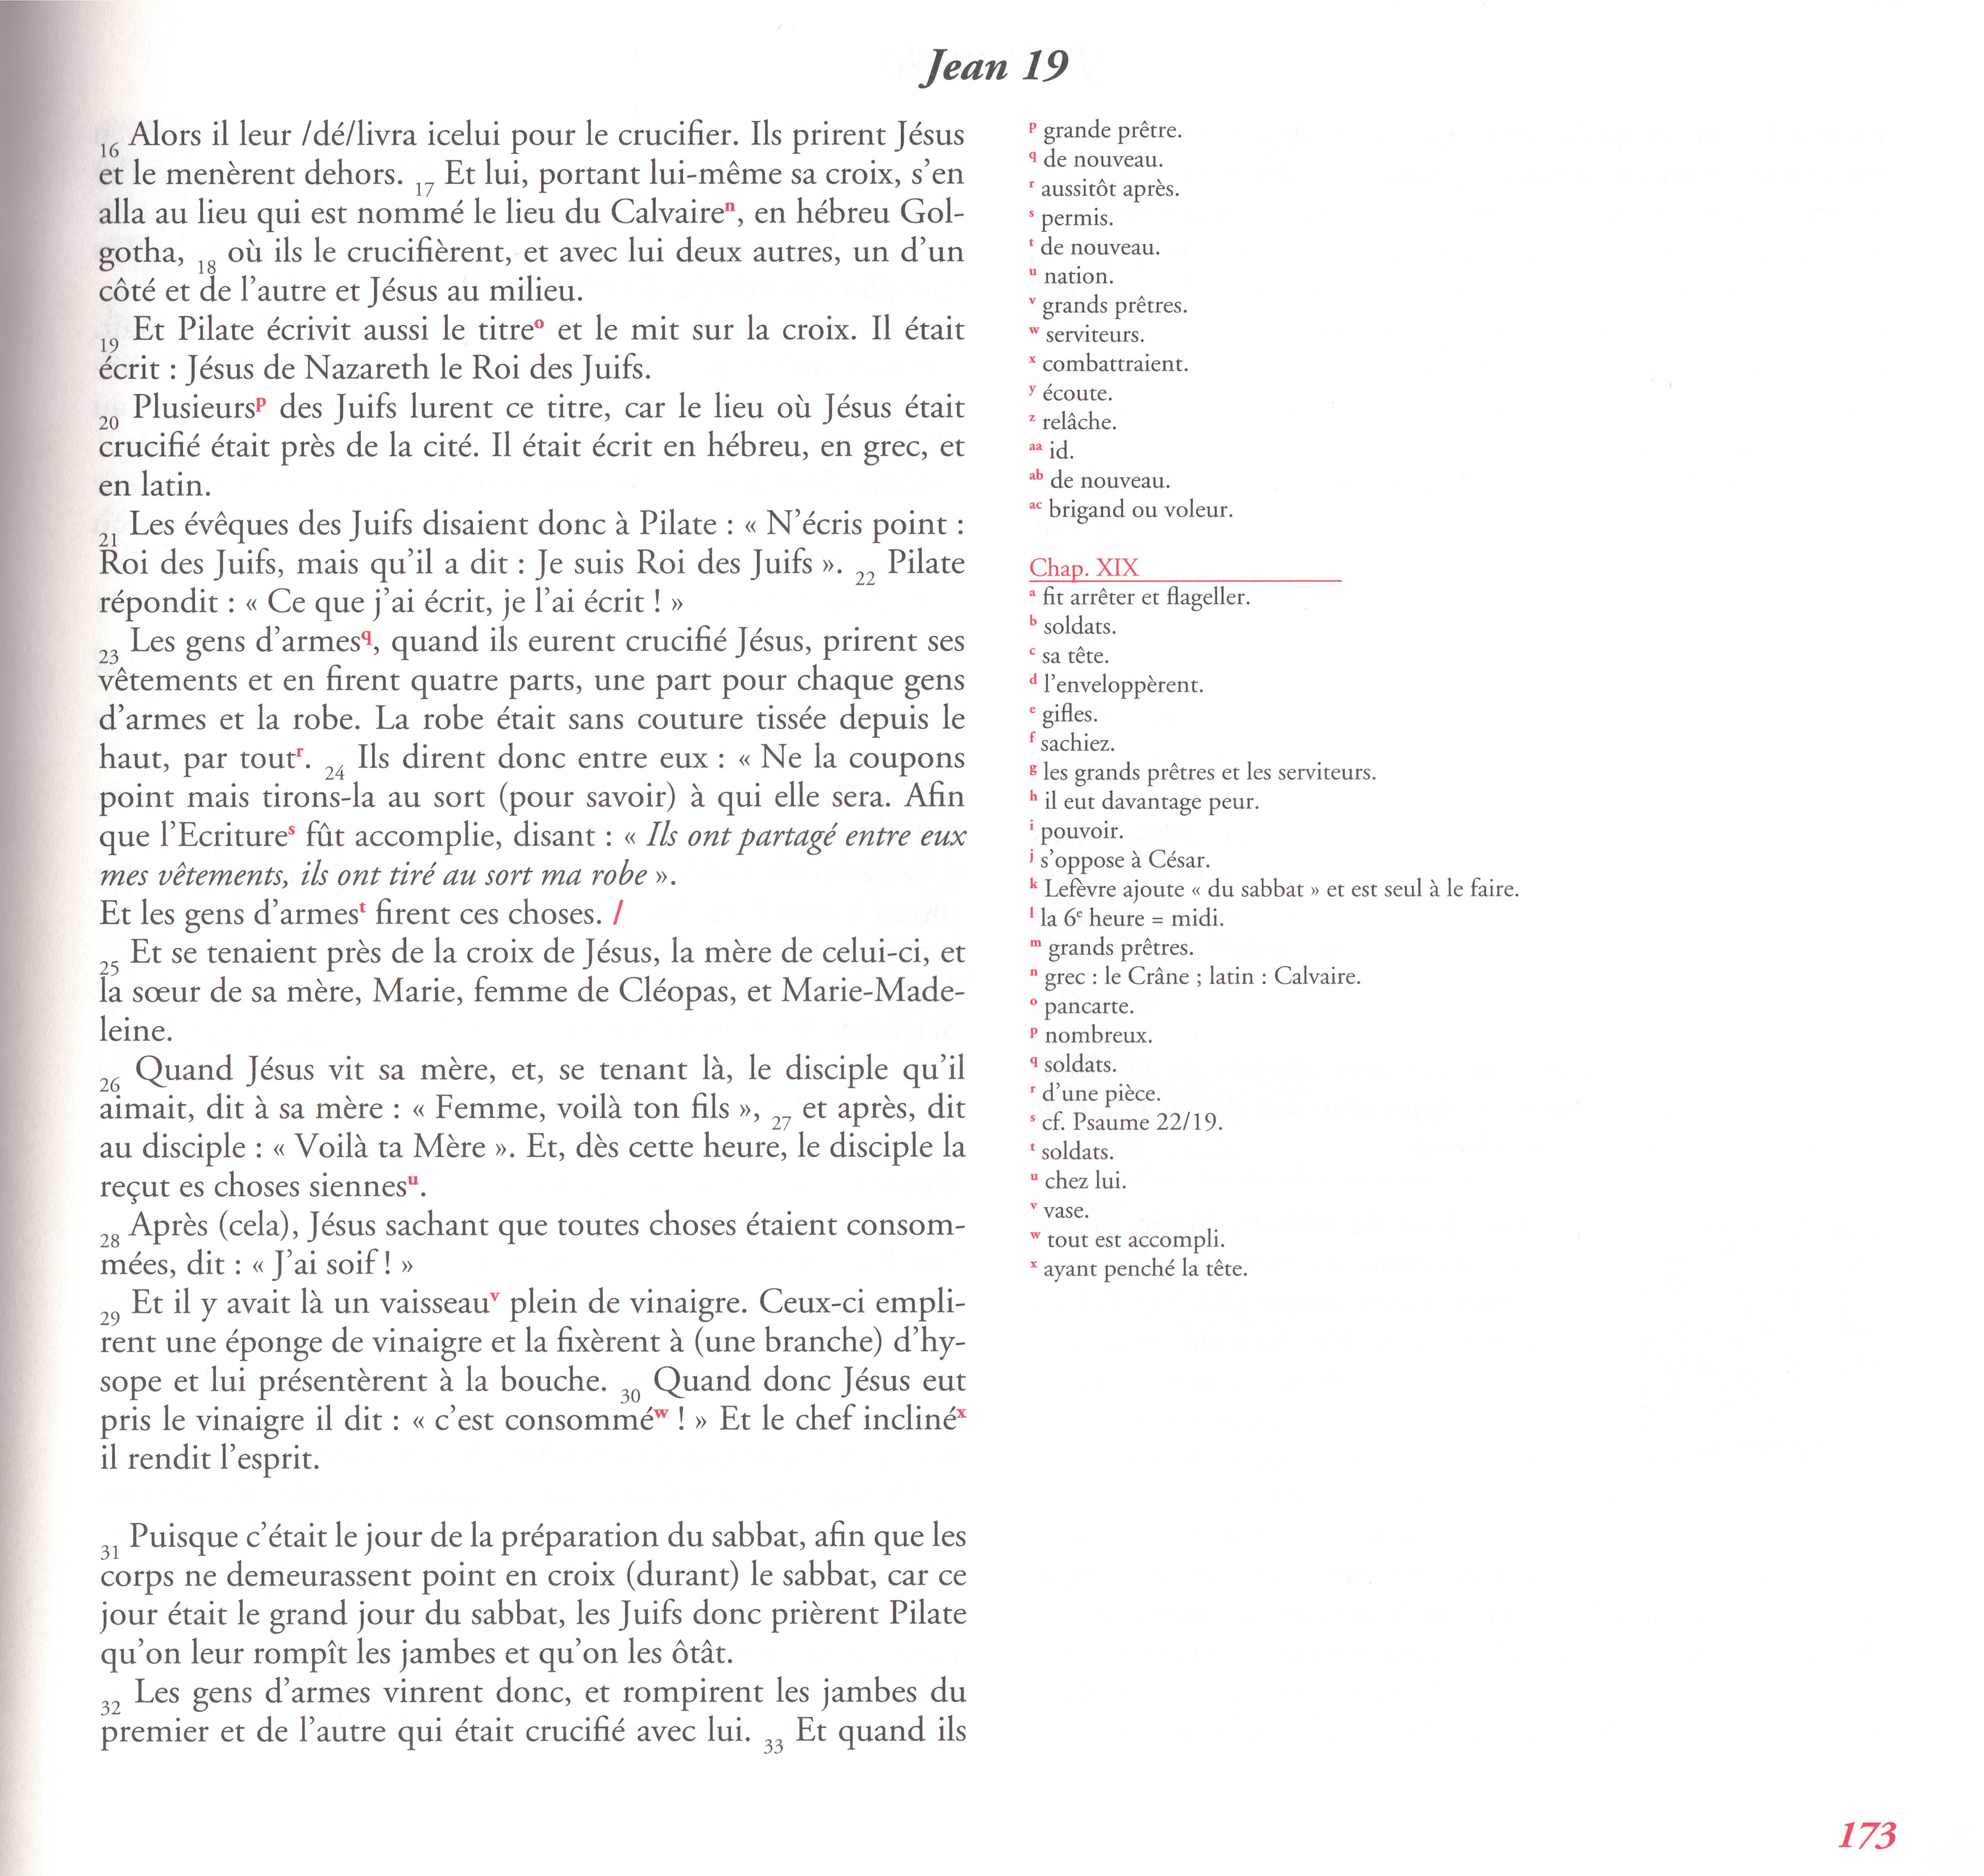 Jean 19
16 Alors il leur /dé/livra icelui pour le crucifier. Ils prirent Jésus
et le menèrent dehors. 17 Et lui, portant lui-même sa croix, s'en
alla au lieu qui est nommé le lieu du Calvaireⁿ, en hébreu Gol-
gotha, 18 où ils le crucifièrent, et avec lui deux autres, un d'un
côté et de l'autre et Jésus au milieu.
19 Et Pilate écrivit aussi le titreº et le mit sur la croix. Il était
écrit : Jésus de Nazareth le Roi des Juifs.
20 Plusieursᵖ des Juifs lurent ce titre, car le lieu où Jésus était
crucifié était près de la cité. Il était écrit en hébreu, en grec, et
en latin.
21 Les évêques des Juifs disaient donc à Pilate : « N'écris point :
Roi des Juifs, mais qu'il a dit : Je suis Roi des Juifs ». 22 Pilate
répondit : « Ce que j'ai écrit, je l'ai écrit ! »
23 Les gens d'armesq, quand ils eurent crucifié Jésus, prirent ses
vêtements et en firent quatre parts, une part pour chaque gens
d'armes et la robe. La robe était sans couture tissée depuis le
haut, par toutʳ. 24 Ils dirent donc entre eux : « Ne la coupons
point mais tirons-la au sort (pour savoir) à qui elle sera. Afin
que l'Ecritureˢ fût accomplie, disant : « Ils ont partagé entre eux
mes vêtements, ils ont tiré au sort ma robe ».
Et les gens d'armesᵗ firent ces choses. /
25 Et se tenaient près de la croix de Jésus, la mère de celui-ci, et
la sœur de sa mère, Marie, femme de Cléopas, et Marie-Made-
leine.
26 Quand Jésus vit sa mère, et, se tenant là, le disciple qu'il
aimait, dit à sa mère : « Femme, voilà ton fils », 27 et après, dit
au disciple : « Voilà ta Mère ». Et, dès cette heure, le disciple la
reçut es choses siennesᵘ.
28 Après (cela), Jésus sachant que toutes choses étaient consom-
mées, dit : « J'ai soif ! »
29 Et il y avait là un vaisseauᵛ plein de vinaigre. Ceux-ci empli-
rent une éponge de vinaigre et la fixèrent à (une branche) d'hy-
sope et lui présentèrent à la bouche. 30 Quand donc Jésus eut
pris le vinaigre il dit : « c'est consomméʷ ! » Et le chef inclinéˣ
il rendit l'esprit.
31 Puisque c'était le jour de la préparation du sabbat, afin que les
corps ne demeurassent point en croix (durant) le sabbat, car ce
jour était le grand jour du sabbat, les Juifs donc prièrent Pilate
qu'on leur rompît les jambes et qu'on les ôtât.
32 Les gens d'armes vinrent donc, et rompirent les jambes du
premier et de l'autre qui était crucifié avec lui. 33 Et quand ils
p grande prêtre.
q de nouveau.
r aussitôt après.
s permis.
t de nouveau.
u nation.
v grands prêtres.
w serviteurs.
x combattraient.
y écoute.
z relâche.
aa id.
ab de nouveau.
ac brigand ou voleur.
Chap. XIX
a fit arrêter et flageller.
b soldats.
c sa tête.
d l'enveloppèrent.
e gifles.
f sachiez.
g les grands prêtres et les serviteurs.
h il eut davantage peur.
i pouvoir.
j s'oppose à César.
k Lefèvre ajoute « du sabbat » et est seul à le faire.
l la 6e heure = midi.
m grands prêtres.
n grec : le Crâne ; latin : Calvaire.
o pancarte.
p nombreux.
q soldats.
r d'une pièce.
s cf. Psaume 22/19.
t soldats.
u chez lui.
v vase.
w tout est accompli.
x ayant penché la tête.
173